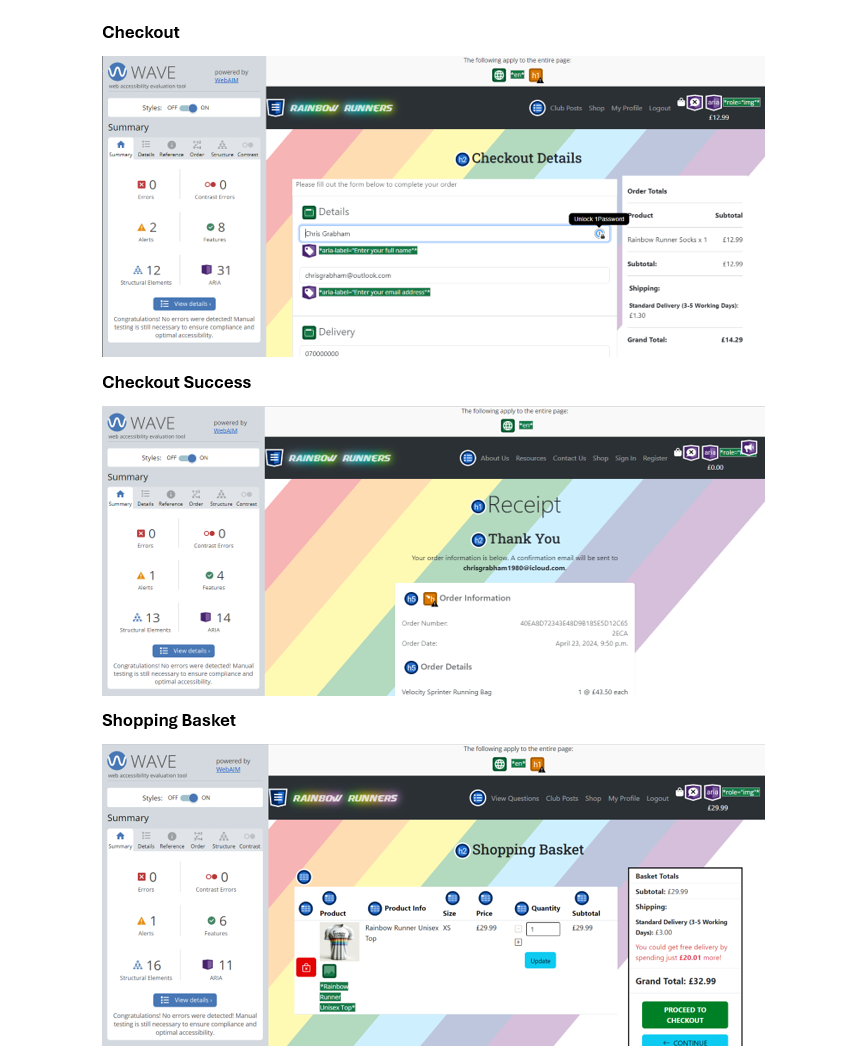 Checkout
WAVE
powered by
WebAIM
web accessibility evaluation tool
Styles: OFF ON
Summary
Summary Details Reference Order Structure Contrast
0 0
Errors Contrast Errors
2 8
Alerts Features
12 31
Structural Elements ARIA
View details ›
Congratulations! No errors were detected! Manual
testing is still necessary to ensure compliance and
optimal accessibility.
The following apply to the entire page:
*en* h1
RAINBOW RUNNERS
Club Posts Shop My Profile Logout
aria *role="img"*
£12.99
h2 Checkout Details
Please fill out the form below to complete your order
Details
Unlock 1Password
Chris Grabham
*aria-label="Enter your full name"*
chrisgrabham@outlook.com
*aria-label="Enter your email address"*
Delivery
070000000
Order Totals
Product Subtotal
Rainbow Runner Socks x 1 £12.99
Subtotal: £12.99
Shipping:
Standard Delivery (3-5 Working Days):
£1.30
Grand Total: £14.29
Checkout Success
WAVE
powered by
WebAIM
web accessibility evaluation tool
Styles: OFF ON
Summary
Summary Details Reference Order Structure Contrast
0 0
Errors Contrast Errors
1 4
Alerts Features
13 14
Structural Elements ARIA
View details ›
Congratulations! No errors were detected! Manual
testing is still necessary to ensure compliance and
optimal accessibility.
The following apply to the entire page:
*en*
RAINBOW RUNNERS
About Us Resources Contact Us Shop Sign In Register
aria *role="
£0.00
h1 Receipt
h2 Thank You
Your order information is below. A confirmation email will be sent to
chrisgrabham1980@icloud.com.
h5 Order Information
Order Number: 40EA8D72343E48D9B185E5D12C65
2ECA
Order Date: April 23, 2024, 9:50 p.m.
h5 Order Details
Velocity Sprinter Running Bag 1 @ £43.50 each
Shopping Basket
WAVE
powered by
WebAIM
web accessibility evaluation tool
Styles: OFF ON
Summary
Summary Details Reference Order Structure Contrast
0 0
Errors Contrast Errors
1 6
Alerts Features
16 11
Structural Elements ARIA
View details ›
Congratulations! No errors were detected! Manual
testing is still necessary to ensure compliance and
optimal accessibility.
The following apply to the entire page:
*en* h1
RAINBOW RUNNERS
View Questions Club Posts Shop My Profile Logout
aria *role="img"*
£29.99
h2 Shopping Basket
Product Product Info Size Price Quantity Subtotal
Rainbow Runner Unisex XS £29.99 1 £29.99
Top
Update
*Rainbow
Runner
Unisex Top*
Basket Totals
Subtotal: £29.99
Shipping:
Standard Delivery (3-5 Working
Days): £3.00
You could get free delivery by
spending just £20.01 more!
Grand Total: £32.99
PROCEED TO
CHECKOUT
← CONTINUE